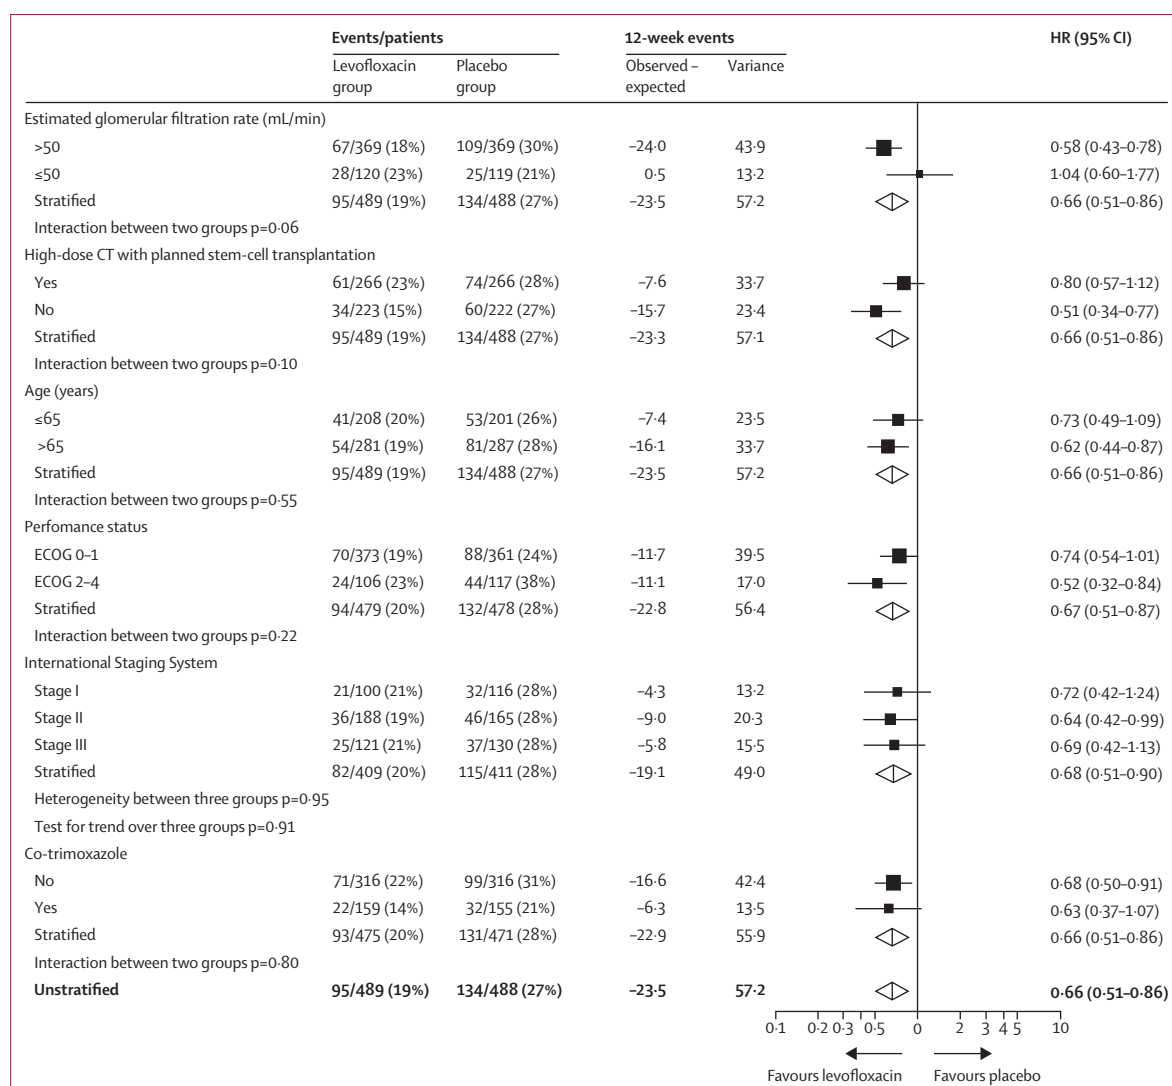 Events/patients 12-week events HR (95% CI)
Levofloxacin group Placebo group Observed – expected Variance
Estimated glomerular filtration rate (mL/min)
>50 67/369 (18%) 109/369 (30%) –24·0 43·9 0·58 (0·43–0·78)
≤50 28/120 (23%) 25/119 (21%) 0·5 13·2 1·04 (0·60–1·77)
Stratified 95/489 (19%) 134/488 (27%) –23·5 57·2 0·66 (0·51–0·86)
Interaction between two groups p=0·06
High-dose CT with planned stem-cell transplantation
Yes 61/266 (23%) 74/266 (28%) –7·6 33·7 0·80 (0·57–1·12)
No 34/223 (15%) 60/222 (27%) –15·7 23·4 0·51 (0·34–0·77)
Stratified 95/489 (19%) 134/488 (27%) –23·3 57·1 0·66 (0·51–0·86)
Interaction between two groups p=0·10
Age (years)
≤65 41/208 (20%) 53/201 (26%) –7·4 23·5 0·73 (0·49–1·09)
>65 54/281 (19%) 81/287 (28%) –16·1 33·7 0·62 (0·44–0·87)
Stratified 95/489 (19%) 134/488 (27%) –23·5 57·2 0·66 (0·51–0·86)
Interaction between two groups p=0·55
Perfomance status
ECOG 0–1 70/373 (19%) 88/361 (24%) –11·7 39·5 0·74 (0·54–1·01)
ECOG 2–4 24/106 (23%) 44/117 (38%) –11·1 17·0 0·52 (0·32–0·84)
Stratified 94/479 (20%) 132/478 (28%) –22·8 56·4 0·67 (0·51–0·87)
Interaction between two groups p=0·22
International Staging System
Stage I 21/100 (21%) 32/116 (28%) –4·3 13·2 0·72 (0·42–1·24)
Stage II 36/188 (19%) 46/165 (28%) –9·0 20·3 0·64 (0·42–0·99)
Stage III 25/121 (21%) 37/130 (28%) –5·8 15·5 0·69 (0·42–1·13)
Stratified 82/409 (20%) 115/411 (28%) –19·1 49·0 0·68 (0·51–0·90)
Heterogeneity between three groups p=0·95
Test for trend over three groups p=0·91
Co-trimoxazole
No 71/316 (22%) 99/316 (31%) –16·6 42·4 0·68 (0·50–0·91)
Yes 22/159 (14%) 32/155 (21%) –6·3 13·5 0·63 (0·37–1·07)
Stratified 93/475 (20%) 131/471 (28%) –22·9 55·9 0·66 (0·51–0·86)
Interaction between two groups p=0·80
Unstratified 95/489 (19%) 134/488 (27%) –23·5 57·2 0·66 (0·51–0·86)
0·1 0·2 0·3 0·5 0 2 3 4 5 10
Favours levofloxacin Favours placebo